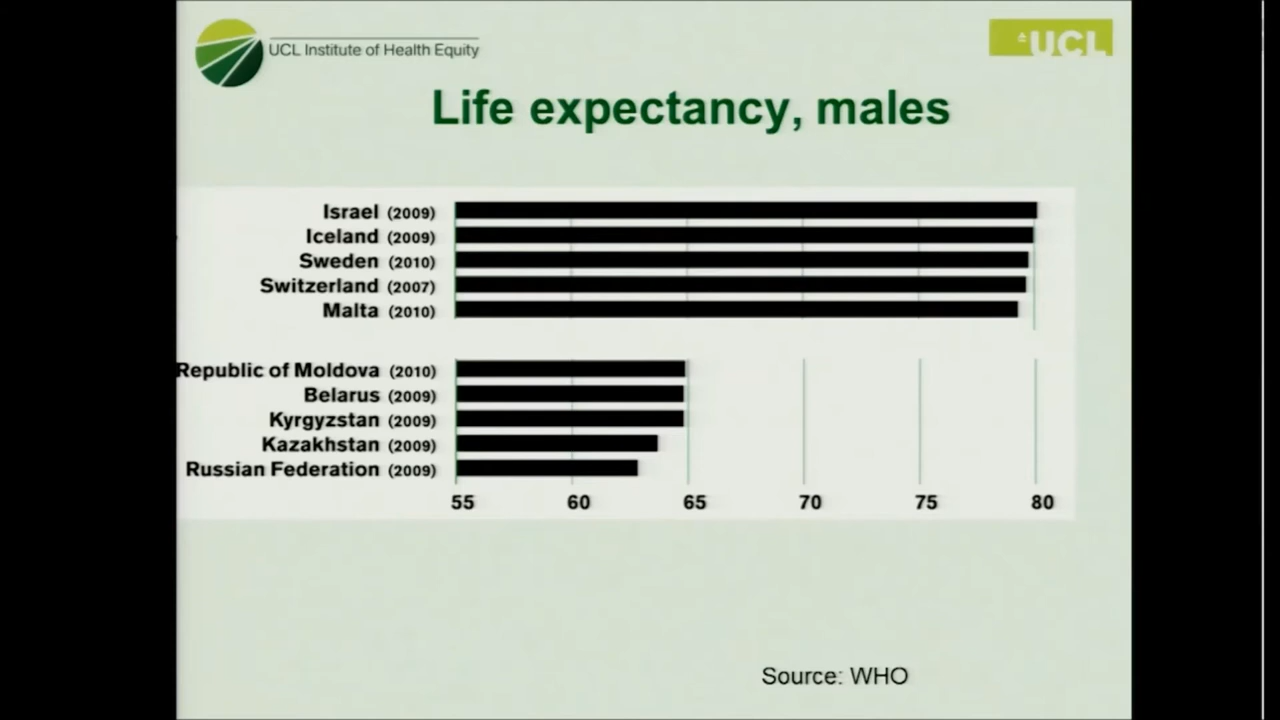 UCL Institute of Health Equity
UCL
Life expectancy, males
Israel (2009)
Iceland (2009)
Sweden (2010)
Switzerland (2007)
Malta (2010)
Republic of Moldova (2010)
Belarus (2009)
Kyrgyzstan (2009)
Kazakhstan (2009)
Russian Federation (2009)
55 60 65 70 75 80
Source: WHO